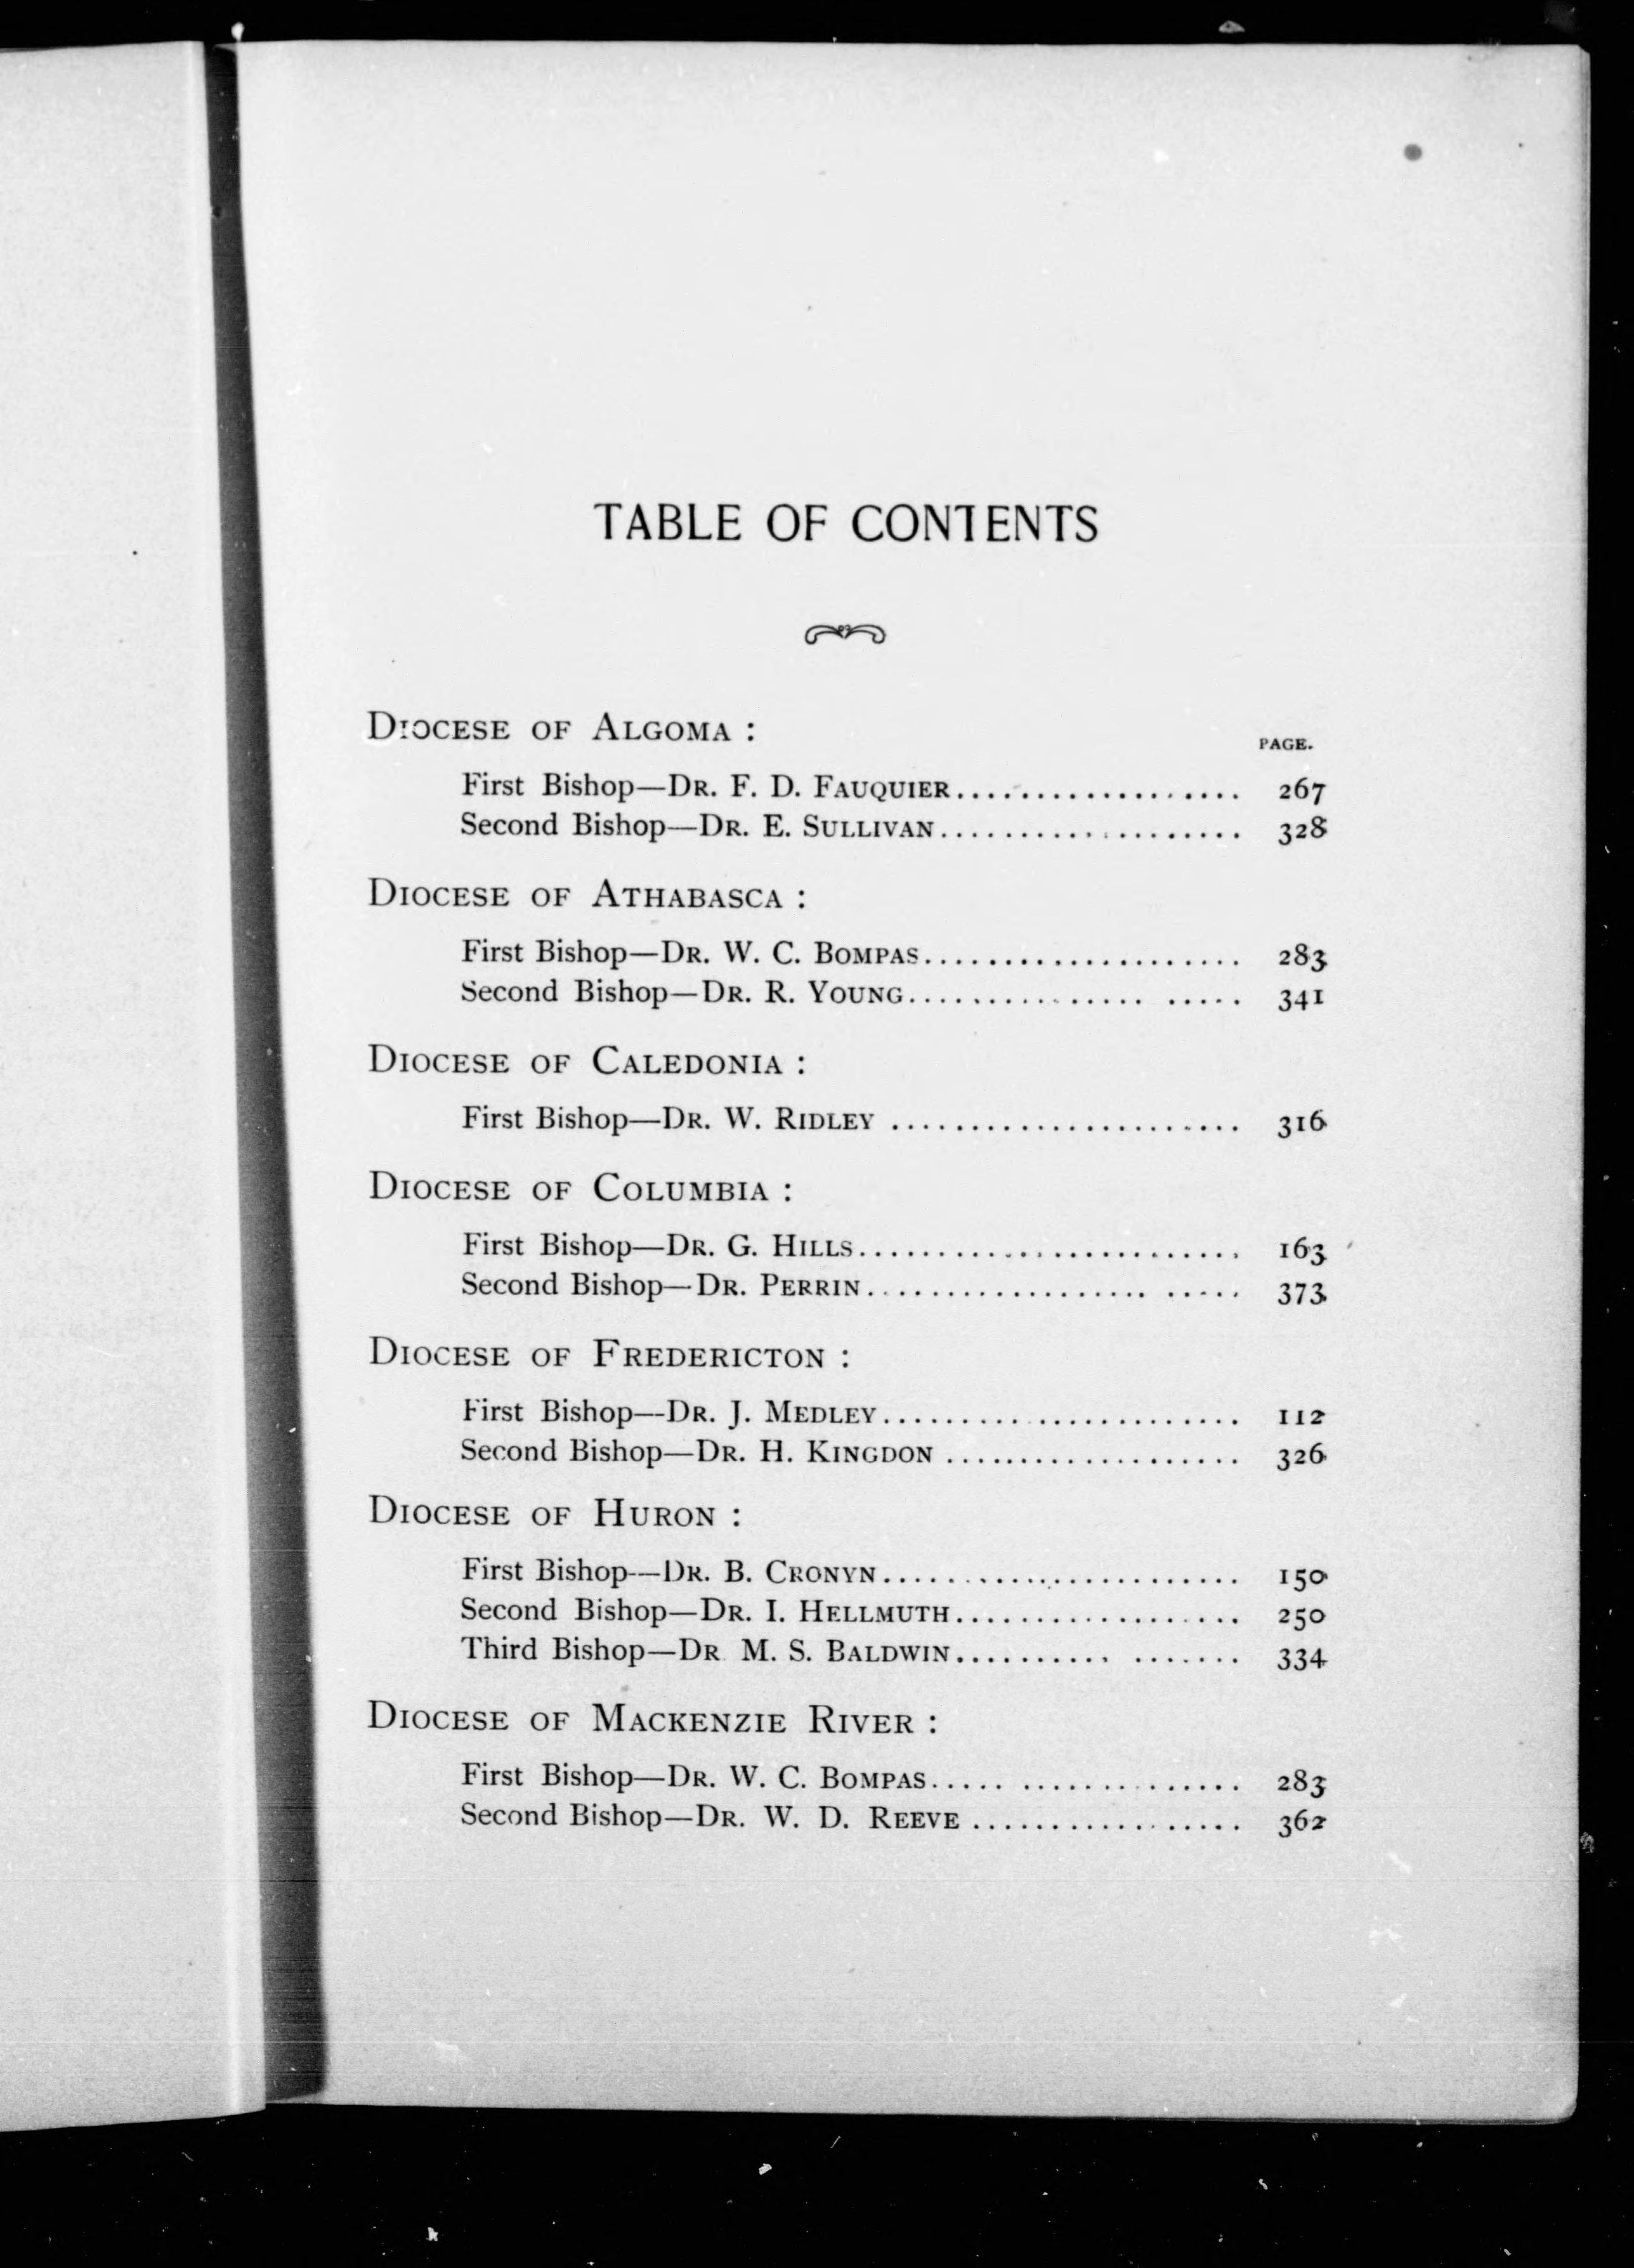 TABLE OF CONTENTS
DIOCESE OF ALGOMA :
PAGE.
First Bishop—DR. F. D. FAUQUIER.................. 267
Second Bishop—DR. E. SULLIVAN................... 328
DIOCESE OF ATHABASCA :
First Bishop—DR. W. C. BOMPAS.................... 283
Second Bishop—DR. R. YOUNG............... ..... 341
DIOCESE OF CALEDONIA :
First Bishop—DR. W. RIDLEY ...................... 316
DIOCESE OF COLUMBIA :
First Bishop—DR. G. HILLS........................ 163
Second Bishop—DR. PERRIN.................. ..... 373
DIOCESE OF FREDERICTON :
First Bishop—DR. J. MEDLEY....................... 112
Second Bishop—DR. H. KINGDON ................... 326
DIOCESE OF HURON :
First Bishop—DR. B. CRONYN....................... 150
Second Bishop—DR. I. HELLMUTH.................. 250
Third Bishop—DR M. S. BALDWIN.......... ....... 334
DIOCESE OF MACKENZIE RIVER :
First Bishop—DR. W. C. BOMPAS..... .............. 283
Second Bishop—DR. W. D. REEVE ................. 362